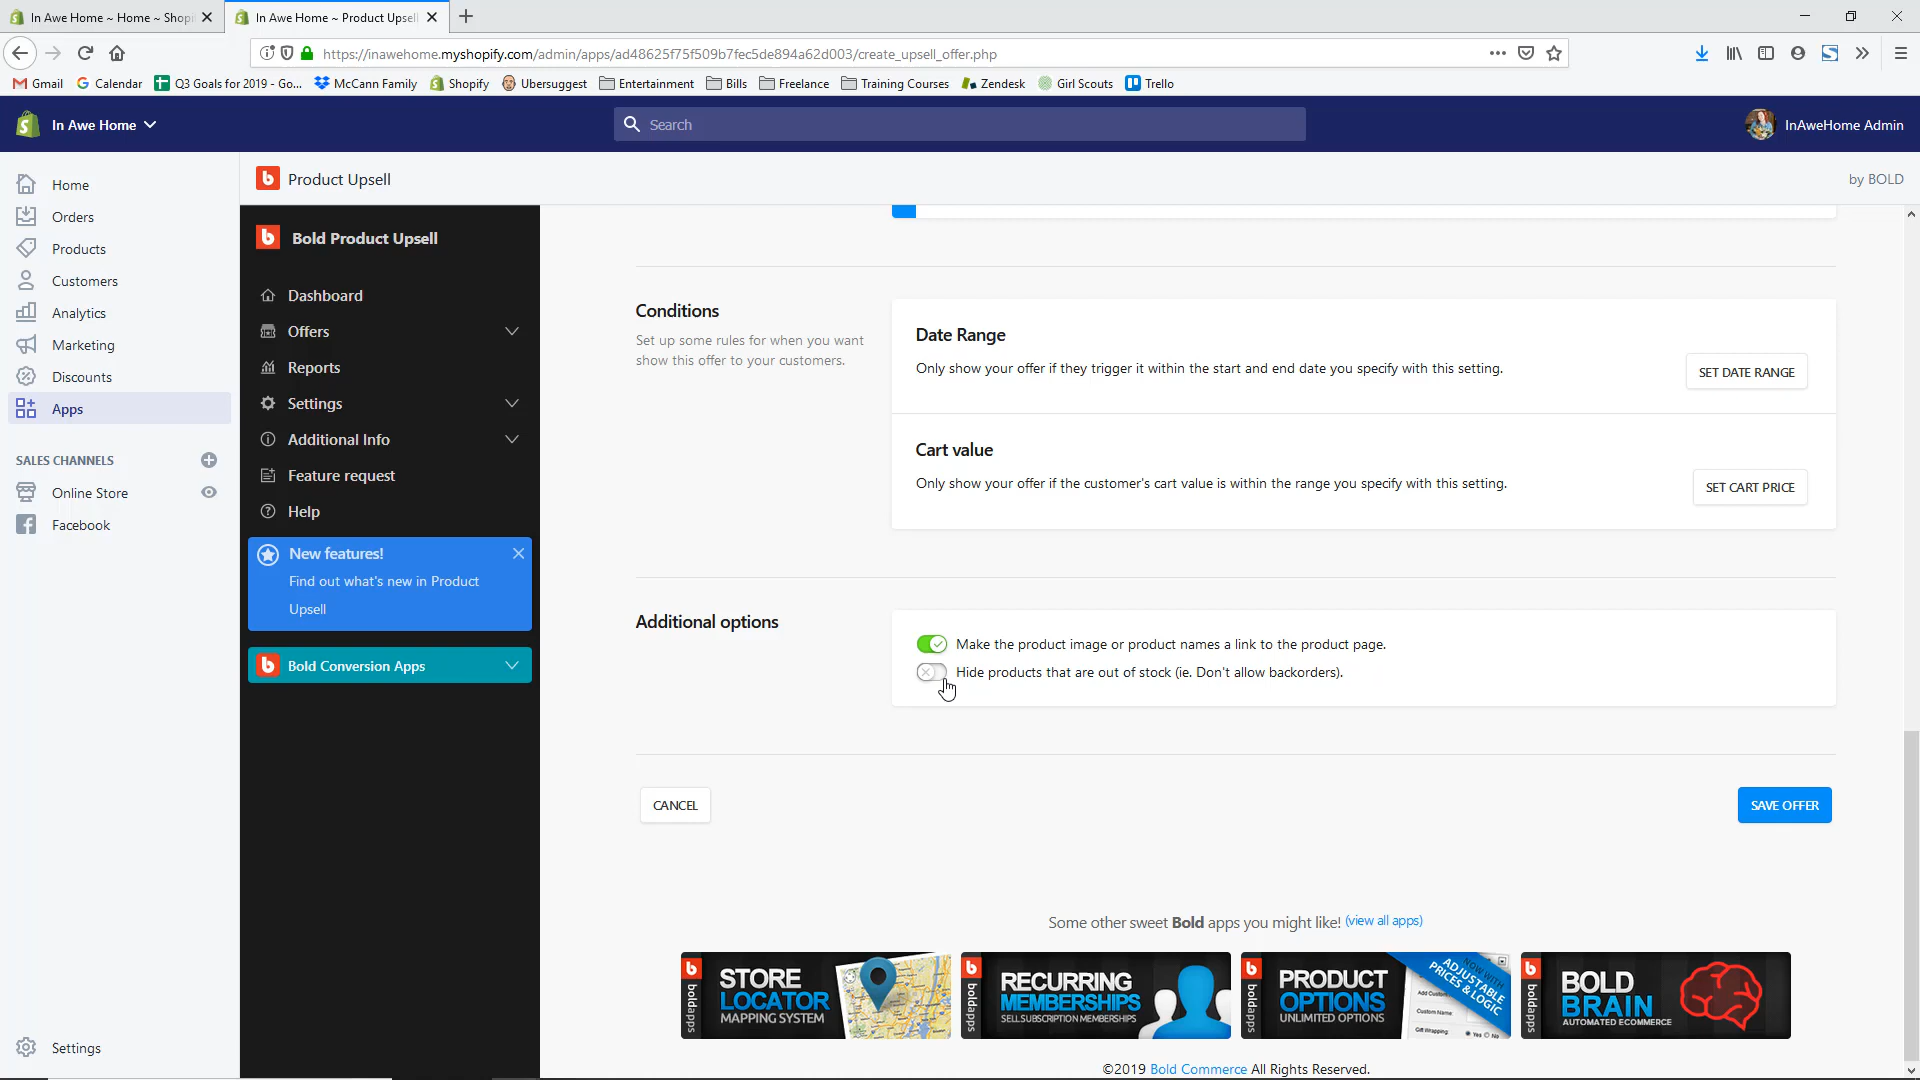 In Awe Home ~ Home ~ Shopi
In Awe Home ~ Product Upsell
https://inawehome.myshopify.com/admin/apps/ad48625f75f509b7fec5de894a62d003/create_upsell_offer.php
Gmail
Calendar
Q3 Goals for 2019 - Go...
McCann Family
Shopify
Ubersuggest
Entertainment
Bills
Freelance
Training Courses
Zendesk
Girl Scouts
Trello
In Awe Home
Search
InAweHome Admin
Home
Orders
Products
Customers
Analytics
Marketing
Discounts
Apps
SALES CHANNELS
Online Store
Facebook
Settings
Product Upsell
by BOLD
Bold Product Upsell
Dashboard
Offers
Reports
Settings
Additional Info
Feature request
Help
New features!
Find out what's new in Product
Upsell
Bold Conversion Apps
Conditions
Set up some rules for when you want
show this offer to your customers.
Date Range
Only show your offer if they trigger it within the start and end date you specify with this setting.
SET DATE RANGE
Cart value
Only show your offer if the customer's cart value is within the range you specify with this setting.
SET CART PRICE
Additional options
Make the product image or product names a link to the product page.
Hide products that are out of stock (ie. Don't allow backorders).
CANCEL
SAVE OFFER
Some other sweet Bold apps you might like! (view all apps)
boldapps
STORE
LOCATOR
MAPPING SYSTEM
boldapps
RECURRING
MEMBERSHIPS
SELL SUBSCRIPTION MEMBERSHIPS
boldapps
PRODUCT
OPTIONS
UNLIMITED OPTIONS
NOW WITH
ADJUSTABLE
PRICES & LOGIC
Custom Name:
Gift Wrapping
Yes
No
boldapps
BOLD
BRAIN
AUTOMATED ECOMMERCE
©2019 Bold Commerce All Rights Reserved.